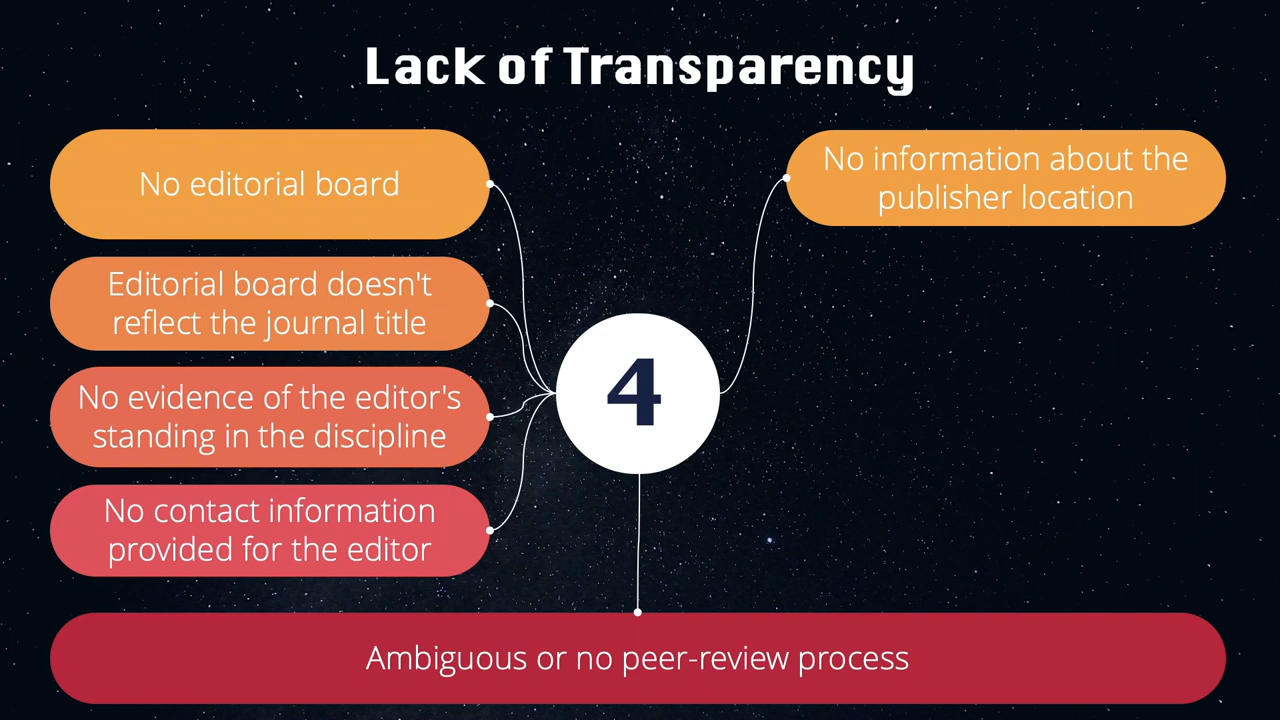 Lack of Transparency
No editorial board
Editorial board doesn't
reflect the journal title
No evidence of the editor's
standing in the discipline
No contact information
provided for the editor
4
No information about the
publisher location
Ambiguous or no peer-review process